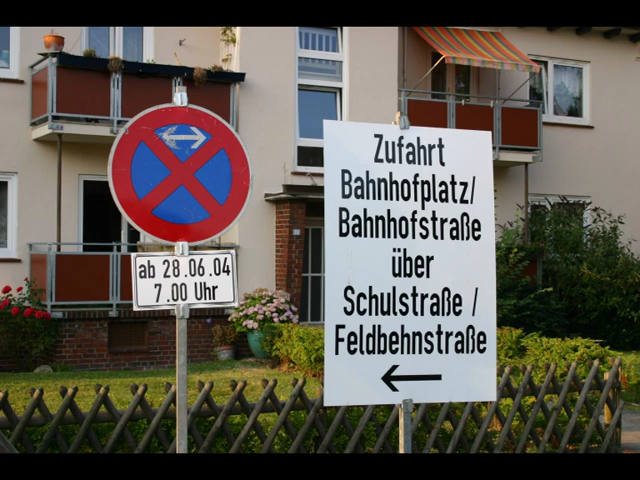 ab 28.06.04
7.00 Uhr
Zufahrt
Bahnhofplatz/
Bahnhofstraße
über
Schulstraße /
Feldbehnstraße